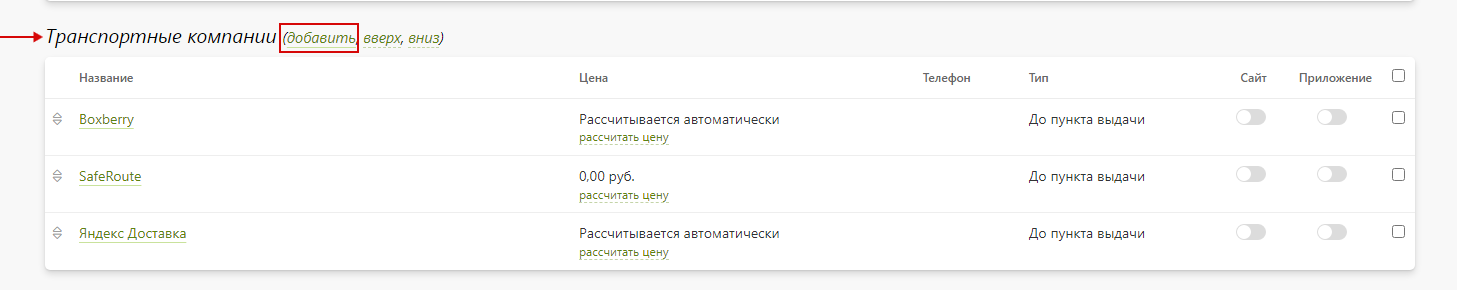 Транспортные компании (добавить, вверх, вниз)
Название Цена Телефон Тип Сайт Приложение
Boxberry Рассчитывается автоматически До пункта выдачи
рассчитать цену
SafeRoute 0,00 руб. До пункта выдачи
рассчитать цену
Яндекс Доставка Рассчитывается автоматически До пункта выдачи
рассчитать цену